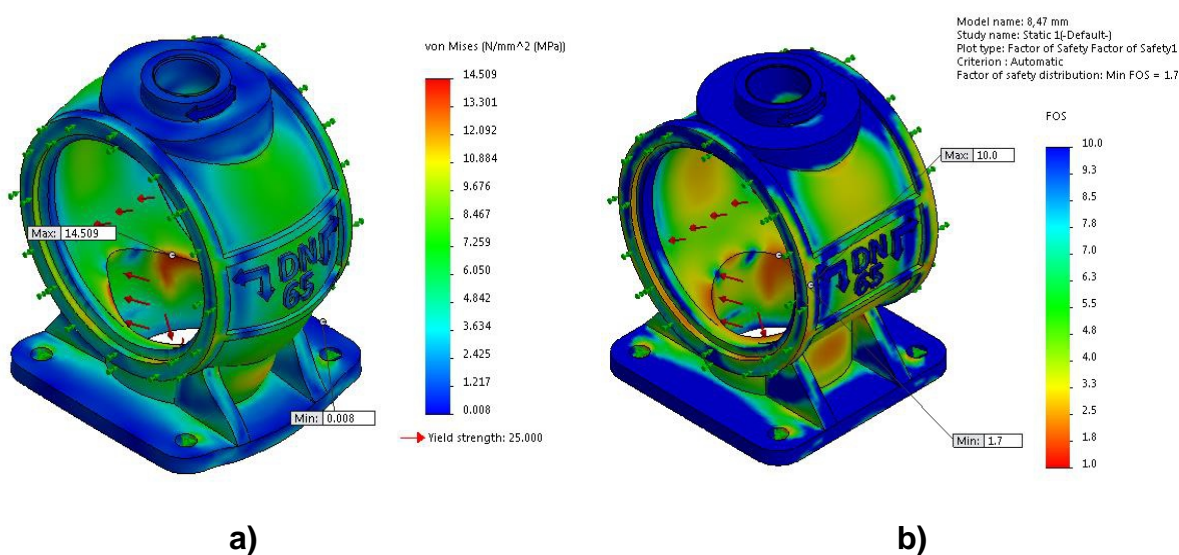 von Mises (N/mm^2 (MPa))
14.509
13.301
12.092
10.884
9.676
8.467
7.259
6.050
4.842
3.634
2.425
1.217
0.008
Yield strength: 25.000
Max: 14.509
DN
65
Min: 0.008
a)
Model name: 8,47 mm
Study name: Static 1(-Default-)
Plot type: Factor of Safety Factor of Safety1
Criterion : Automatic
Factor of safety distribution: Min FOS = 1.7
FOS
10.0
9.3
8.5
7.8
7.0
6.3
5.5
4.8
4.0
3.3
2.5
1.8
1.0
Max: 10.0
DN
65
Min: 1.7
b)